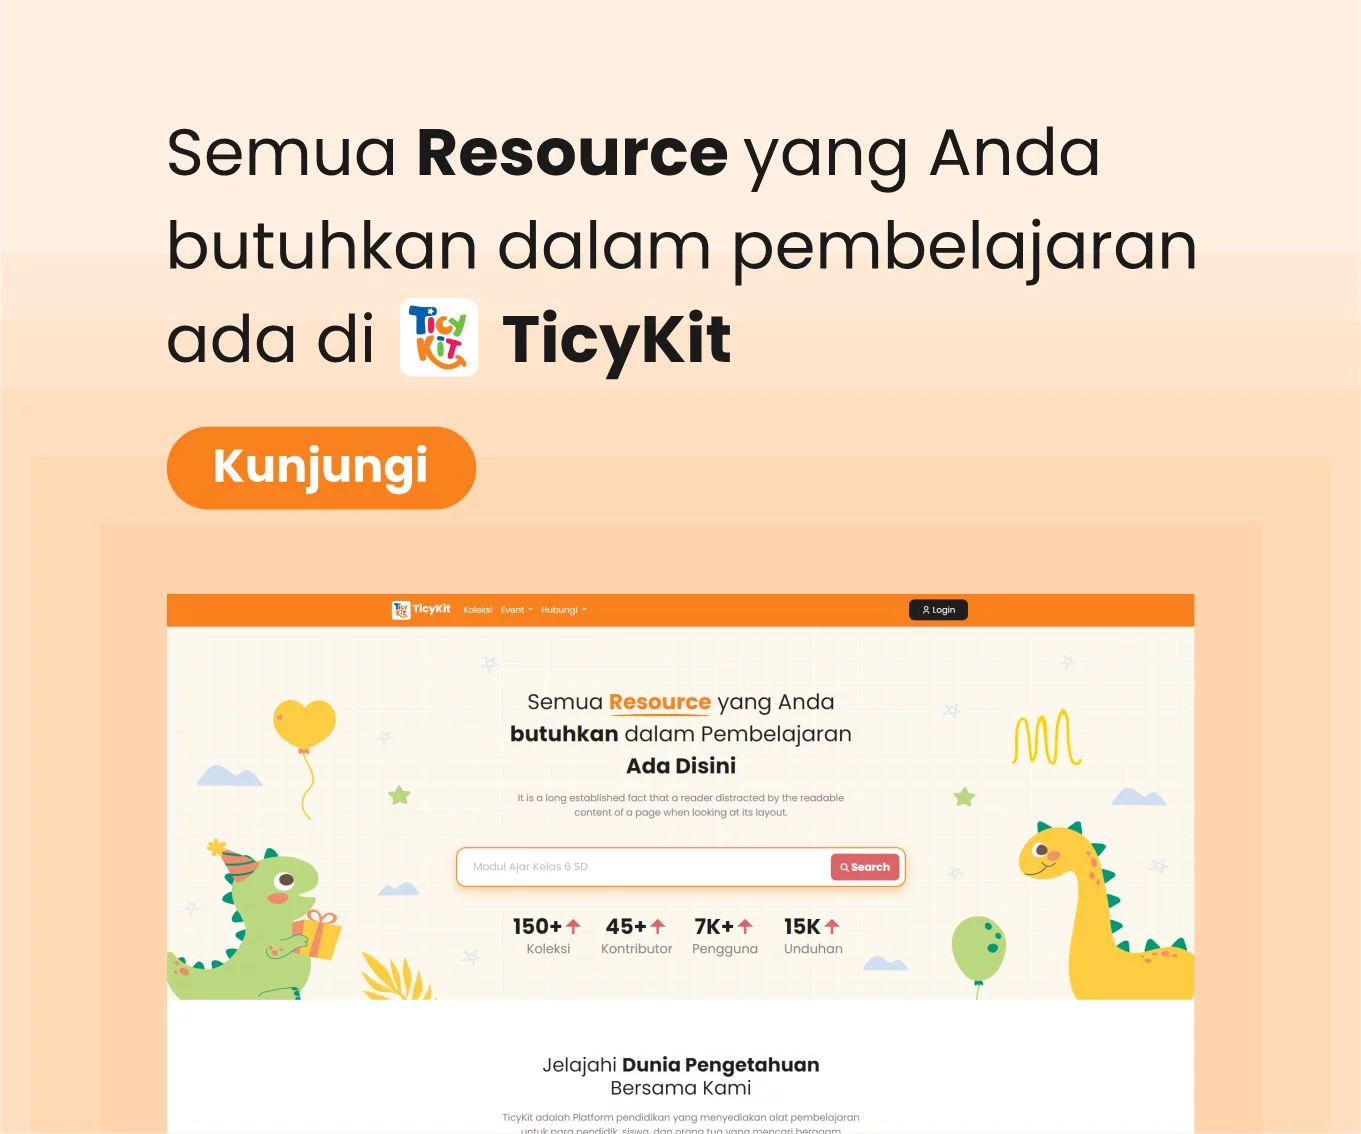 Semua Resource yang Anda
butuhkan dalam pembelajaran
ada di TicyKit TicyKit
Kunjungi
TicyKit TicyKit Koleksi Event Hubungi Login
Semua Resource yang Anda
butuhkan dalam Pembelajaran
Ada Disini
It is a long established fact that a reader distracted by the readable
content of a page when looking at its layout.
Modul Ajar Kelas 6 SD Search
150+ 45+ 7K+ 15K
Koleksi Kontributor Pengguna Unduhan
Jelajahi Dunia Pengetahuan
Bersama Kami
TicyKit adalah Platform pendidikan yang menyediakan alat pembelajaran
untuk para pendidik, siswa, dan orang tua yang mencari beragam